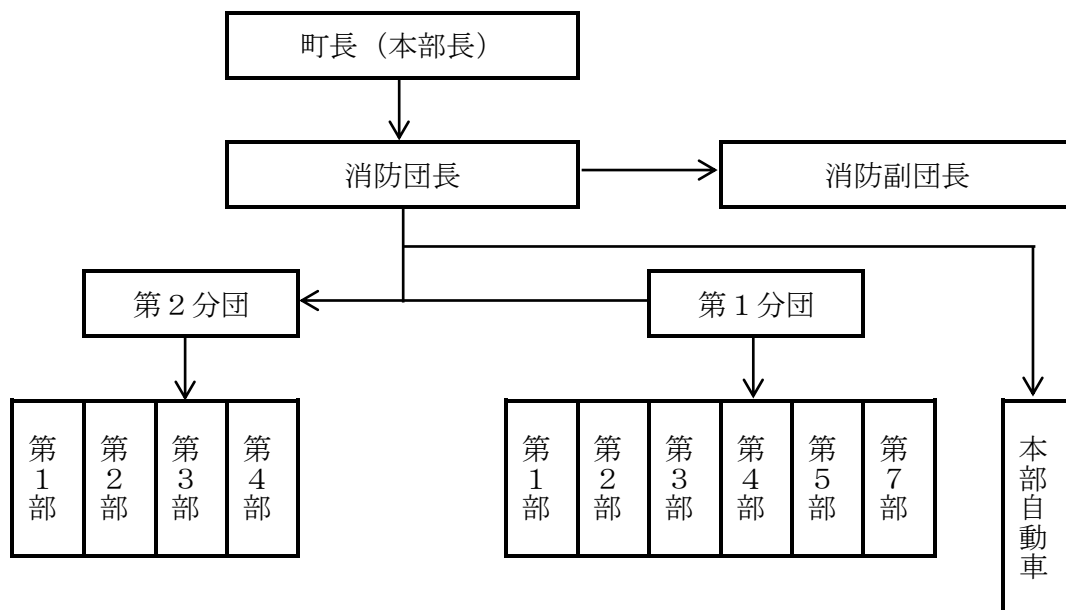 町長（本部長）
消防団長
消防副団長
第２分団
第１分団
第１部
第２部
第３部
第４部
第１部
第２部
第３部
第４部
第５部
第７部
本部自動車